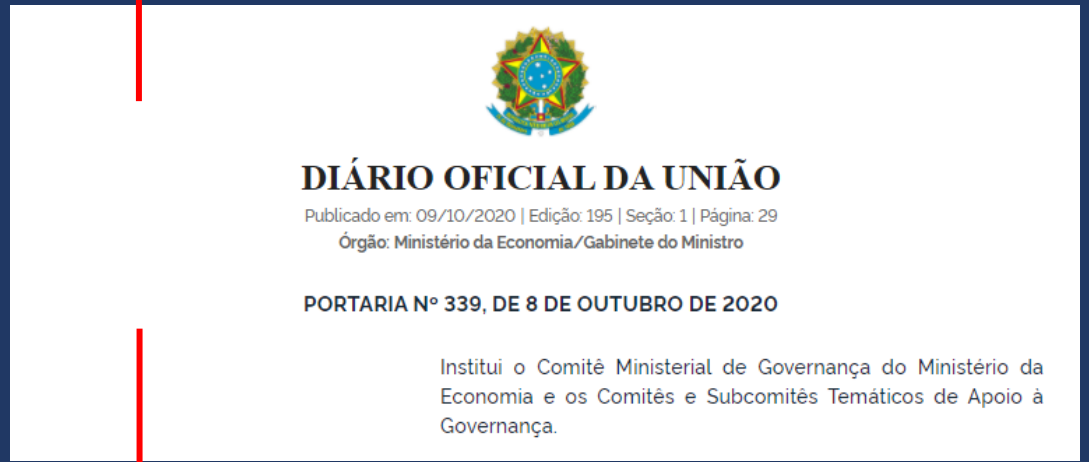 DIÁRIO OFICIAL DA UNIÃO
Publicado em: 09/10/2020 | Edição: 195 | Seção: 1 | Página: 29
Órgão: Ministério da Economia/Gabinete do Ministro
PORTARIA Nº 339, DE 8 DE OUTUBRO DE 2020
Institui o Comitê Ministerial de Governança do Ministério da
Economia e os Comitês e Subcomitês Temáticos de Apoio à
Governança.